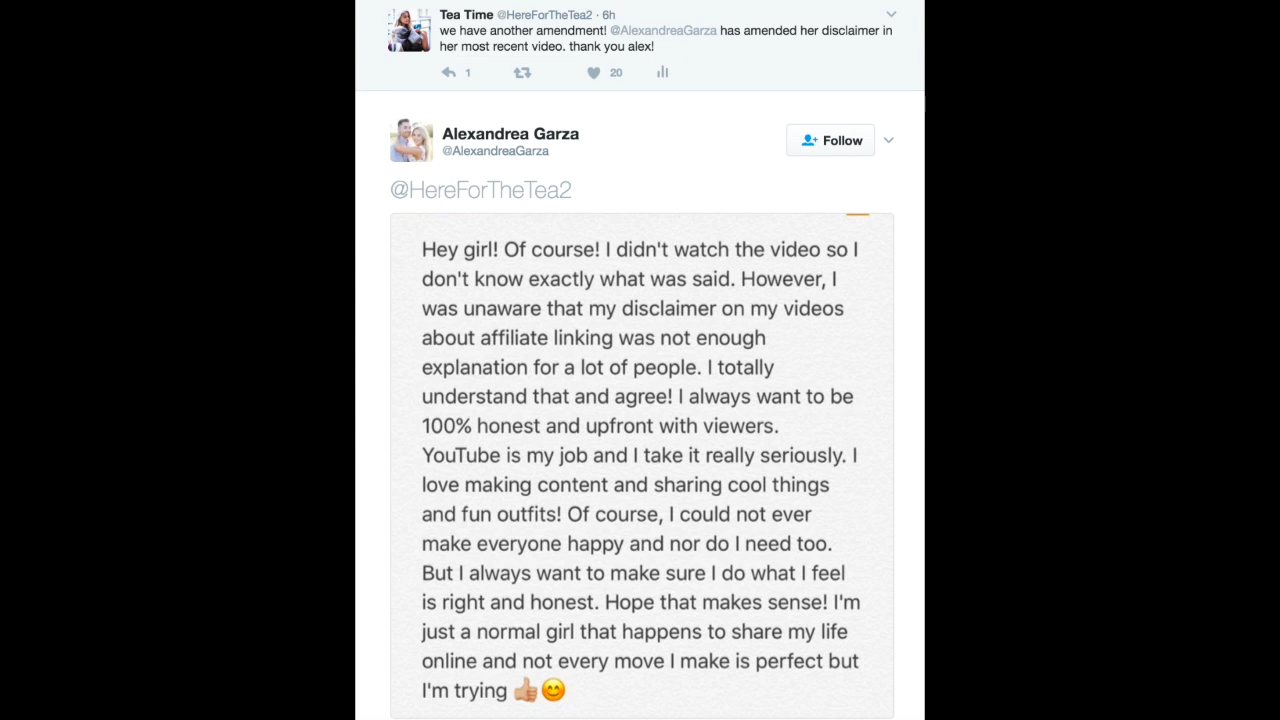 Tea Time @HereForTheTea2 · 6h
we have another amendment! @AlexandreaGarza has amended her disclaimer in
her most recent video. thank you alex!
1 20
Alexandrea Garza
@AlexandreaGarza
Follow
@HereForTheTea2
Hey girl! Of course! I didn't watch the video so I
don't know exactly what was said. However, I
was unaware that my disclaimer on my videos
about affiliate linking was not enough
explanation for a lot of people. I totally
understand that and agree! I always want to be
100% honest and upfront with viewers.
YouTube is my job and I take it really seriously. I
love making content and sharing cool things
and fun outfits! Of course, I could not ever
make everyone happy and nor do I need too.
But I always want to make sure I do what I feel
is right and honest. Hope that makes sense! I'm
just a normal girl that happens to share my life
online and not every move I make is perfect but
I'm trying 👍🏼😊